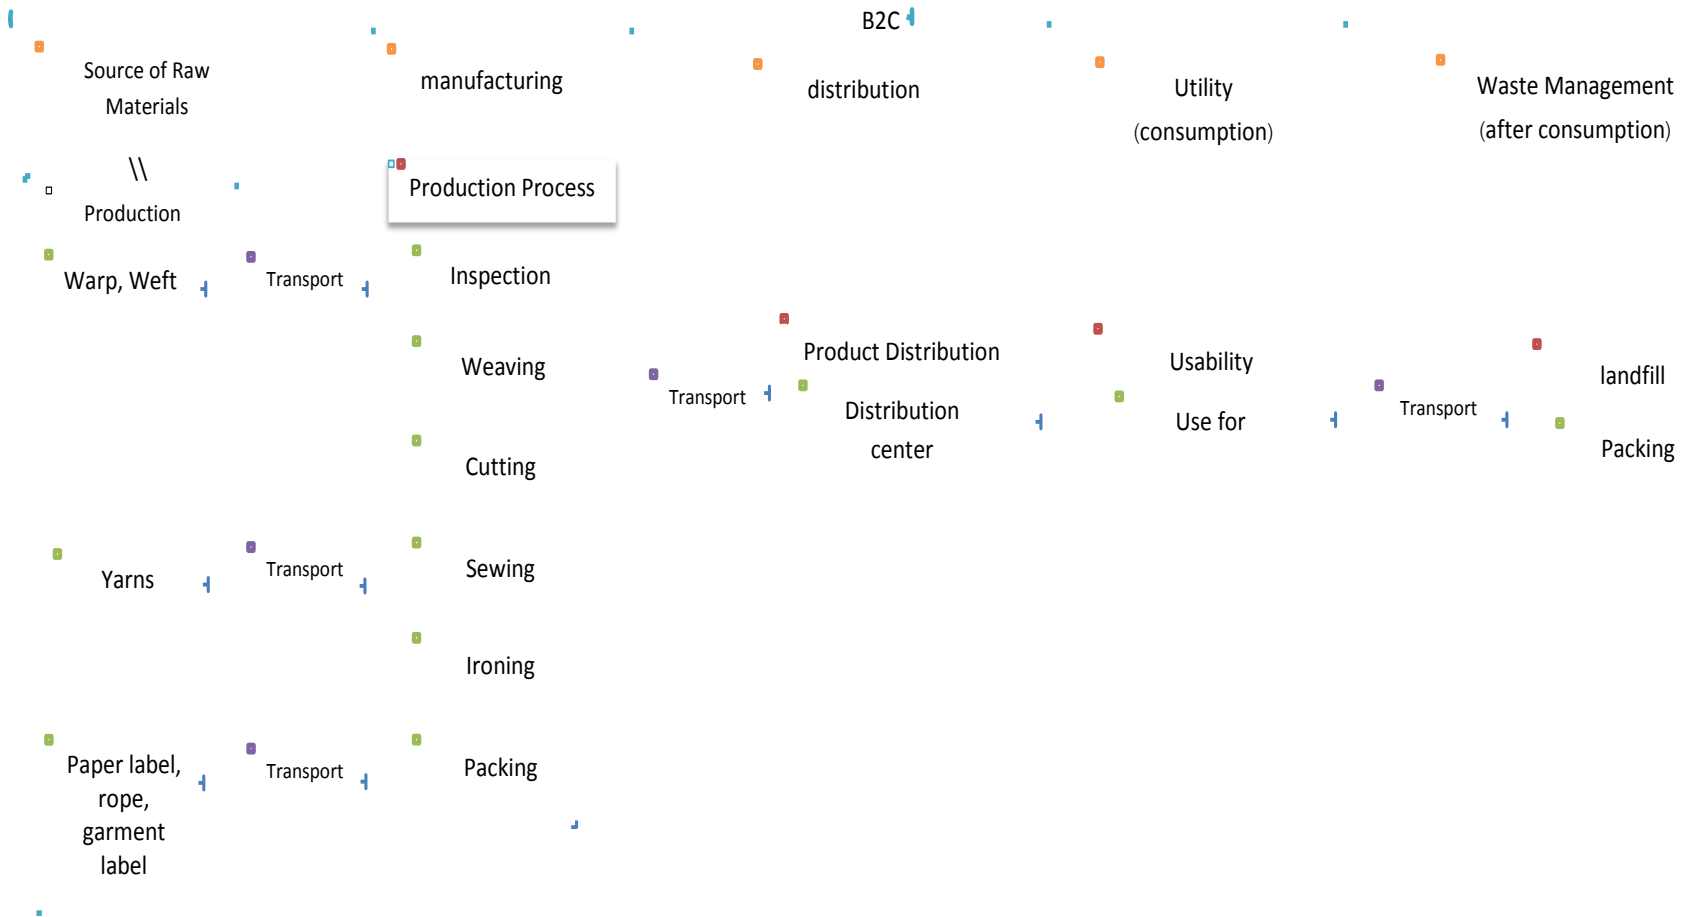 B2C
Source of Raw
Materials
manufacturing
distribution
Utility
(consumption)
Waste Management
(after consumption)
\\
Production
Production Process
Warp, Weft
Transport
Inspection
Weaving
Cutting
Yarns
Transport
Sewing
Ironing
Paper label,
rope,
garment
label
Transport
Packing
Transport
Product Distribution
Distribution
center
Usability
Use for
Transport
landfill
Packing